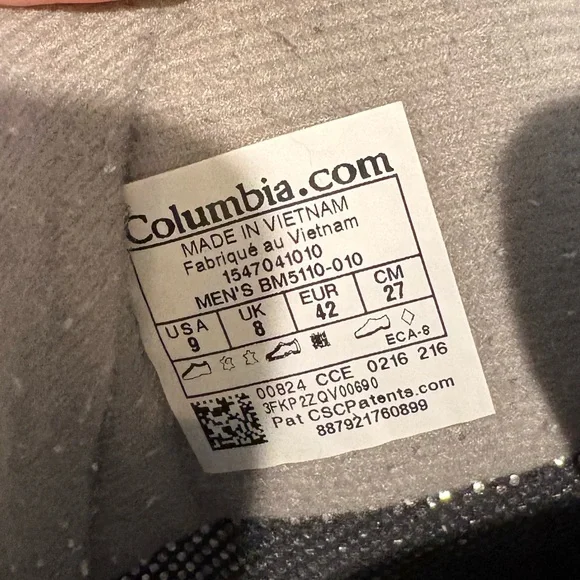 Columbia.com
MADE IN VIETNAM
Fabriqué au Vietnam
1547041010
MEN'S BM5110-010
USA UK EUR CM
9 8 42 27
ECA-8
00824 CCE 0216 216
3FKP2ZQV00690
Pat CSCPatents.com
887921760899